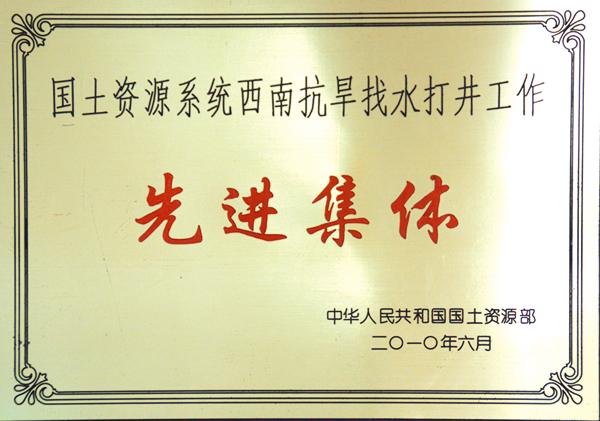 国土资源系统西南抗旱找水打井工作
先进集体
中华人民共和国国土资源部
二〇一〇年六月